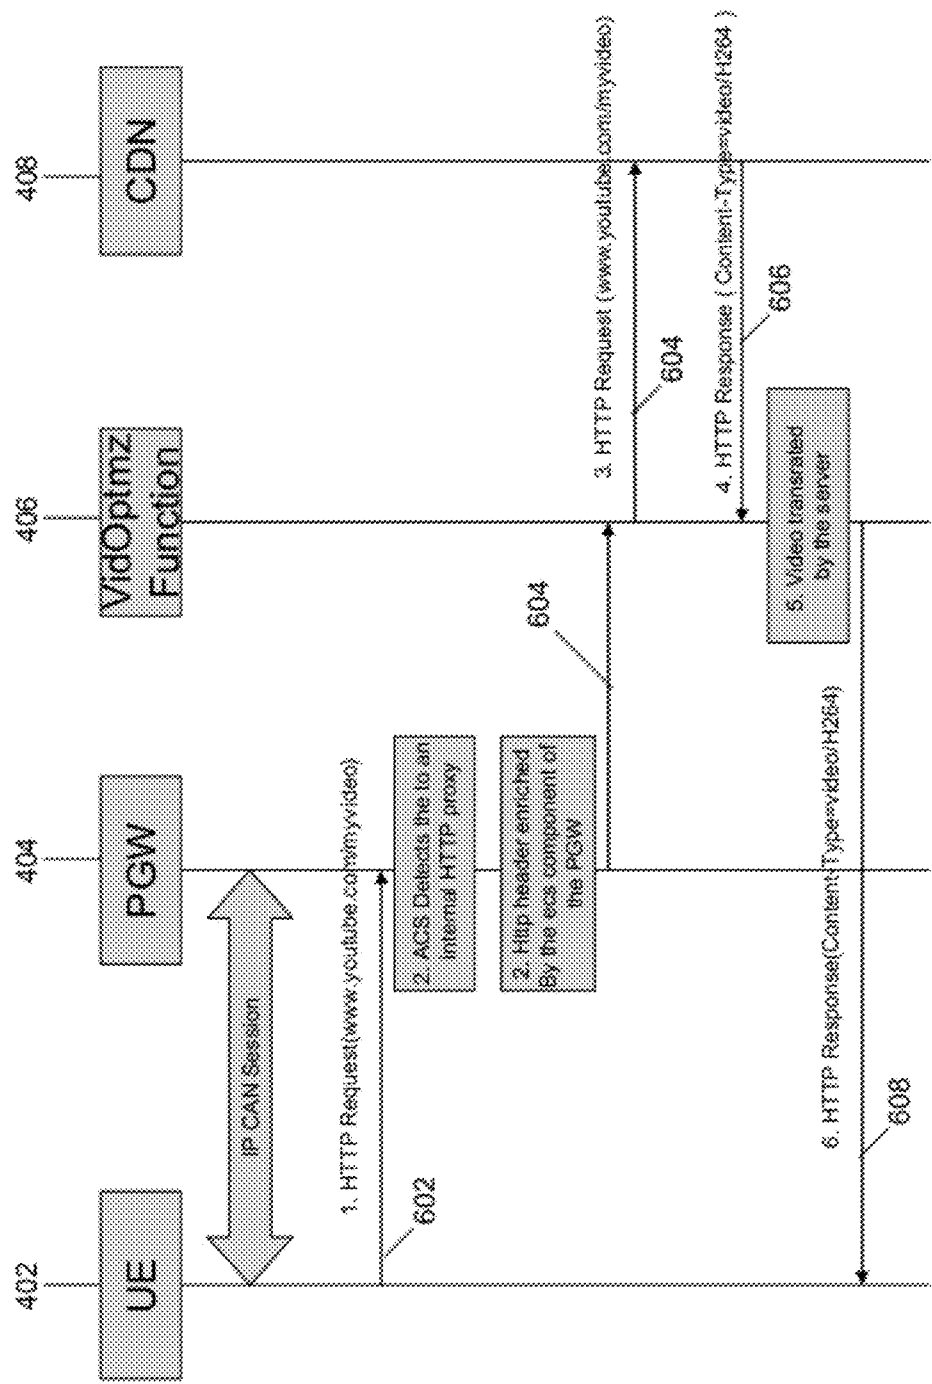 402
404
406
408
UE
PGW
VidOptmz
Function
CDN
IP CAN Session
1. HTTP Request(www.youtube.com/myvideo)
602
2. ACS Detects the to an
internal HTTP proxy
2. Http header enriched
By the ecs component of
the PGW
604
3. HTTP Request (www.youtube.com/myvideo)
604
4. HTTP Response ( Content-Type=video/H264 )
606
5. Video transrated
by the server
6. HTTP Response(Content-Type=video/H264)
608